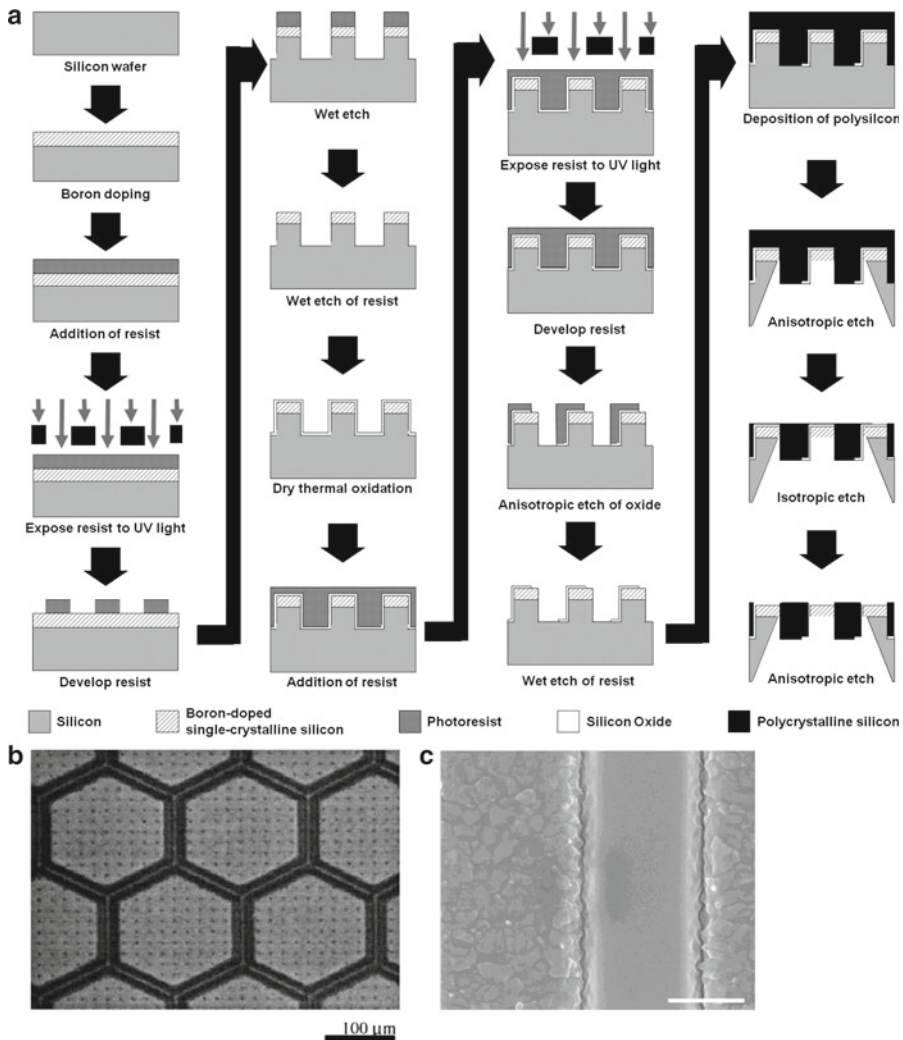 a
Silicon wafer
Boron doping
Addition of resist
Expose resist to UV light
Develop resist
Wet etch
Wet etch of resist
Dry thermal oxidation
Addition of resist
Expose resist to UV light
Develop resist
Anisotropic etch of oxide
Wet etch of resist
Deposition of polysilcon
Anisotropic etch
Isotropic etch
Anisotropic etch
Silicon
Boron-doped
single-crystalline silicon
Photoresist
Silicon Oxide
Polycrystalline silicon
b
100 µm
c